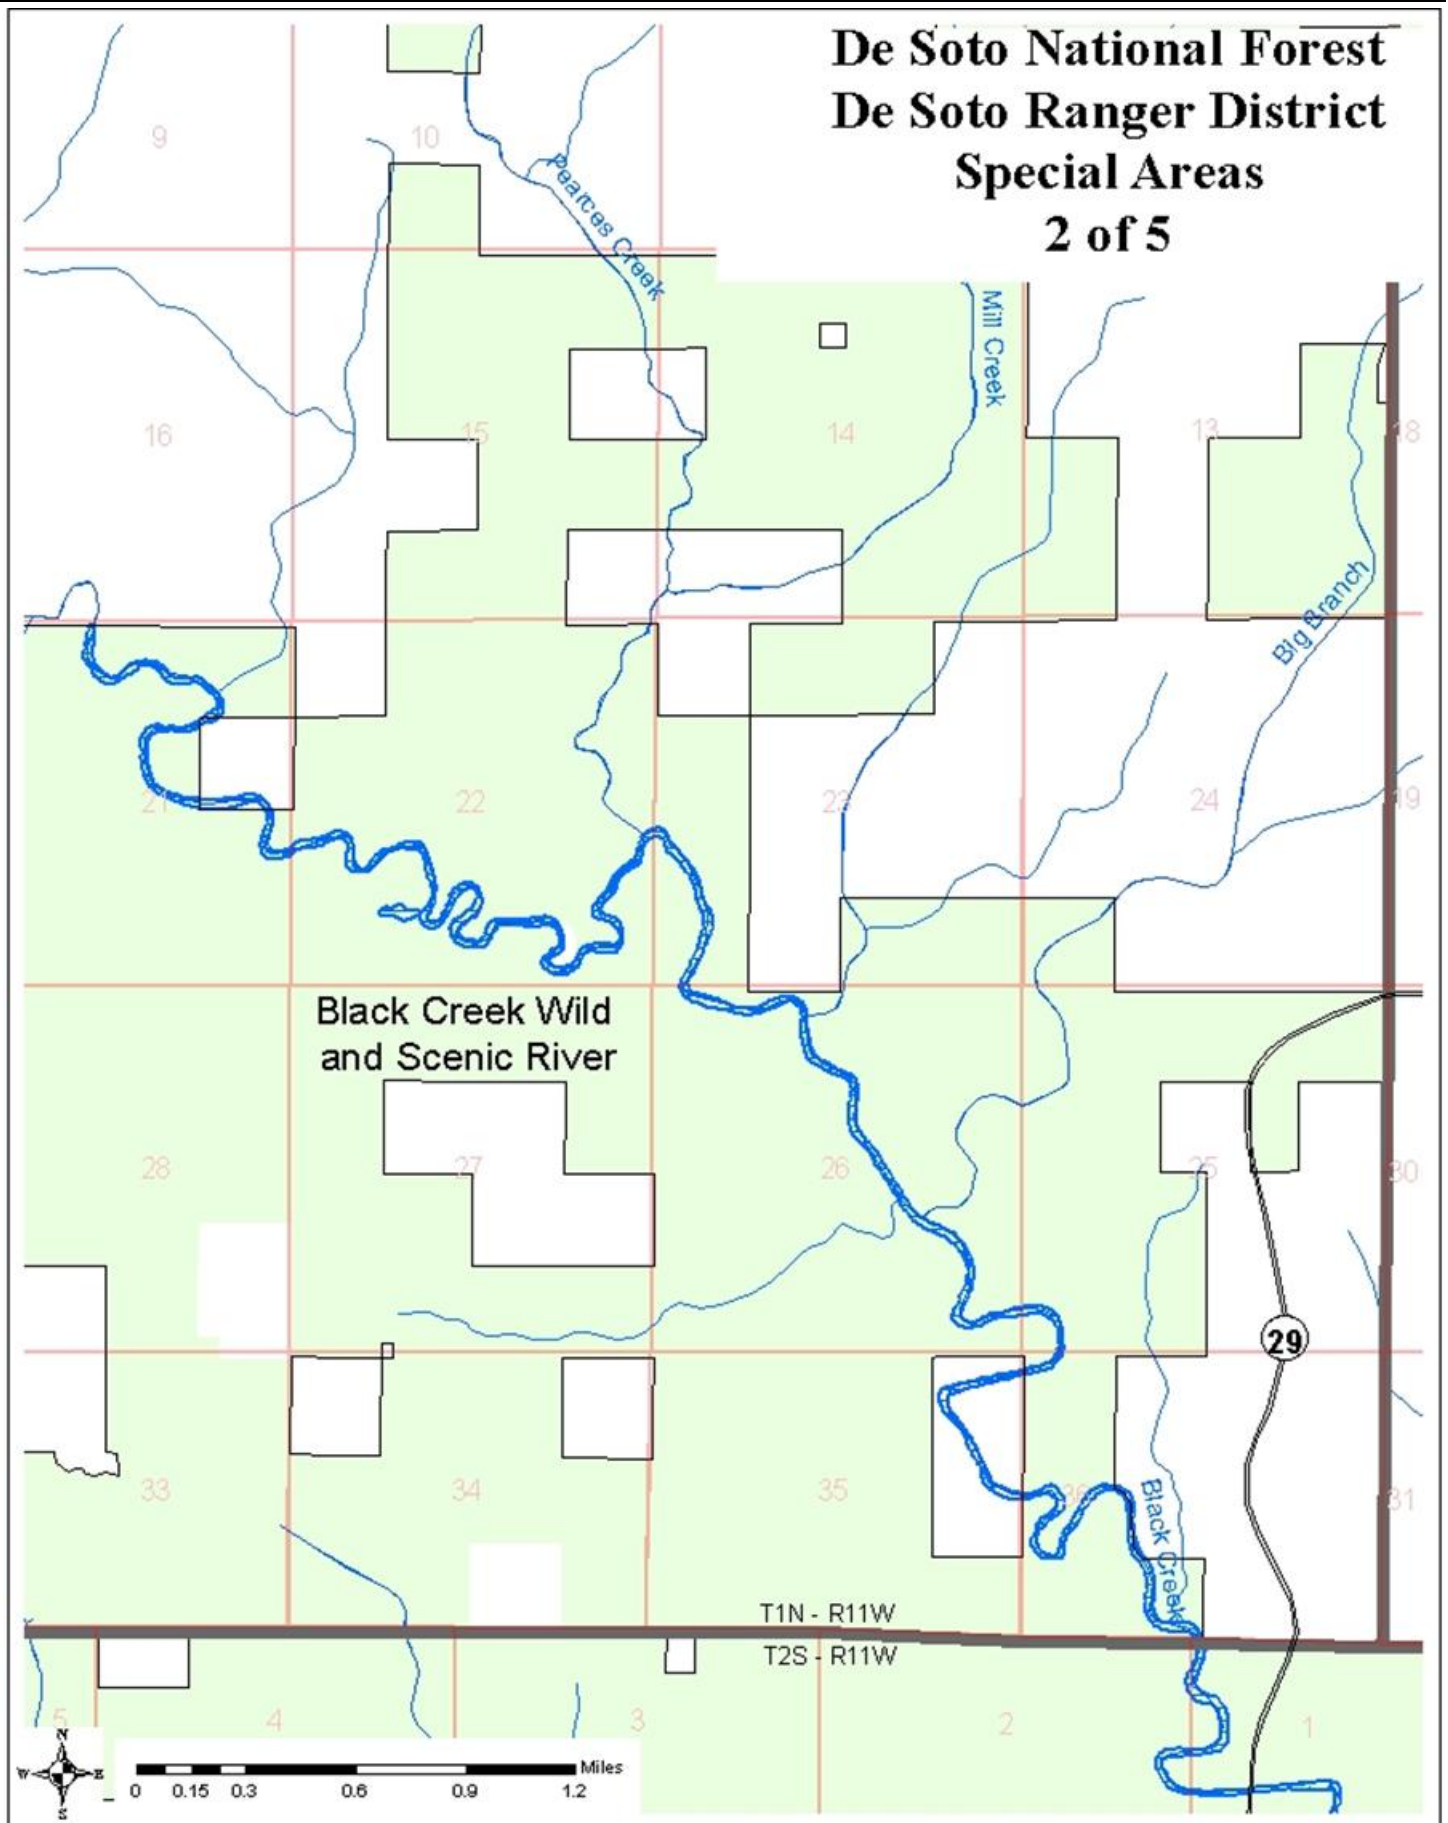 De Soto National Forest
De Soto Ranger District
Special Areas
2 of 5
9
10
Pearces Creek
Mill Creek
16
15
14
13
18
Big Branch
21
22
23
24
19
Black Creek Wild
and Scenic River
28
27
26
25
30
29
33
34
35
36
31
Black Creek
T1N - R11W
T2S - R11W
5
4
3
2
1
N
W
E
S
0 0.15 0.3 0.6 0.9 1.2 Miles